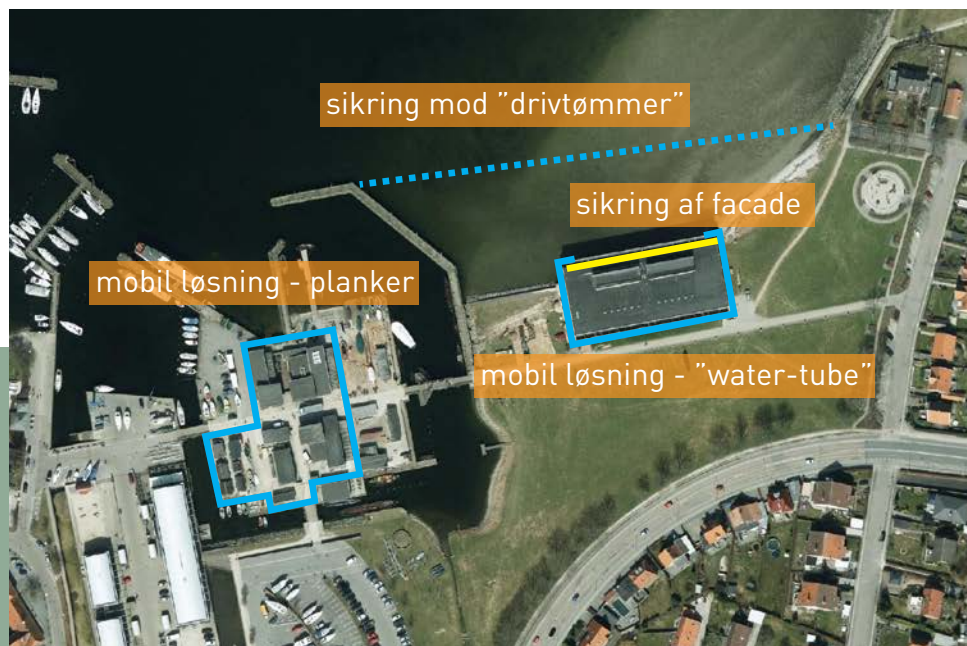 sikring mod ”drivtømmer”
sikring af facade
mobil løsning - planker
mobil løsning - ”water-tube”